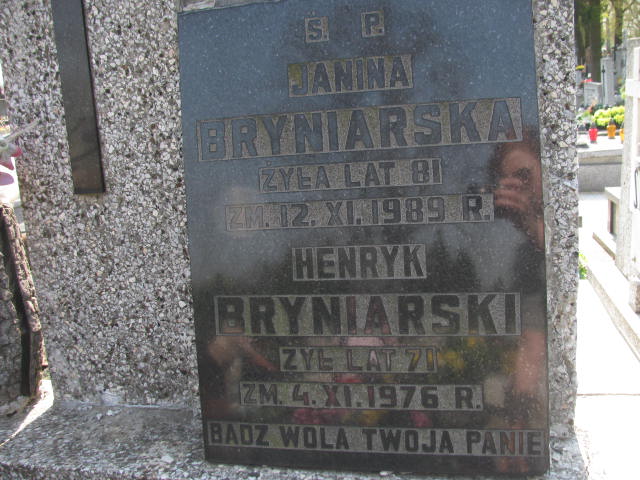 Ś. P.
JANINA
BRYNIARSKA
ŻYŁA LAT 81
ZM. 12. XI. 1989 R.
HENRYK
BRYNIARSKI
ŻYŁ LAT 71
ZM. 4. XI. 1976 R.
BĄDŹ WOLA TWOJA PANIE